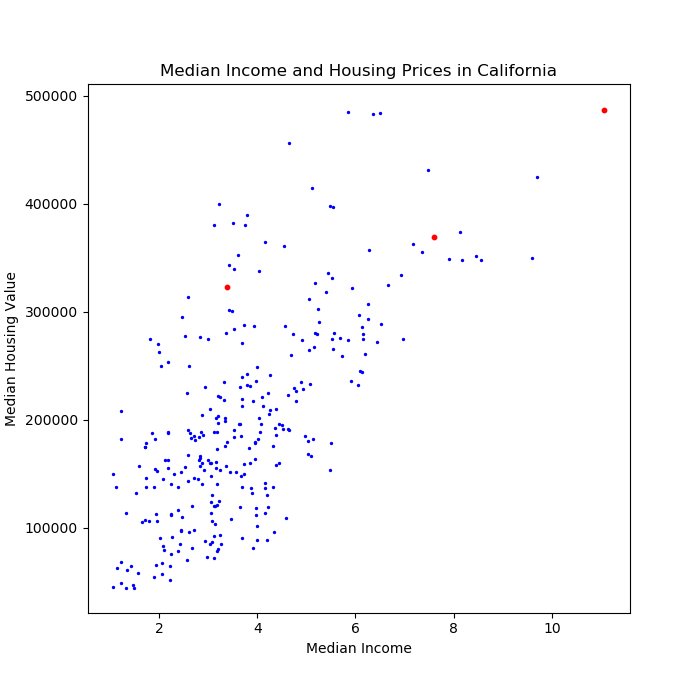 Median Income and Housing Prices in California
500000
400000
300000
200000
100000
Median Housing Value
2 4 6 8 10
Median Income